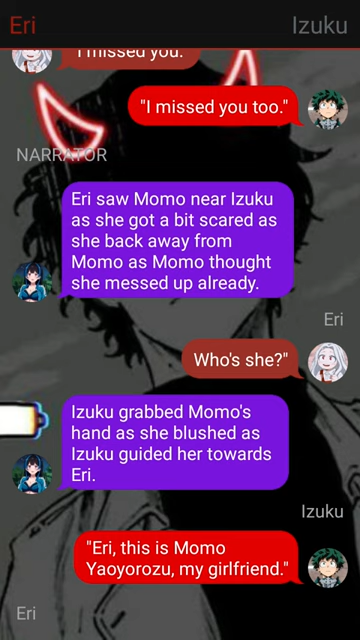 Eri
Izuku
I missed you.
"I missed you too."
NARRATOR
Eri saw Momo near Izuku
as she got a bit scared as
she back away from
Momo as Momo thought
she messed up already.
Eri
Who's she?"
Izuku grabbed Momo's
hand as she blushed as
Izuku guided her towards
Eri.
Izuku
"Eri, this is Momo
Yaoyorozu, my girlfriend."
Eri